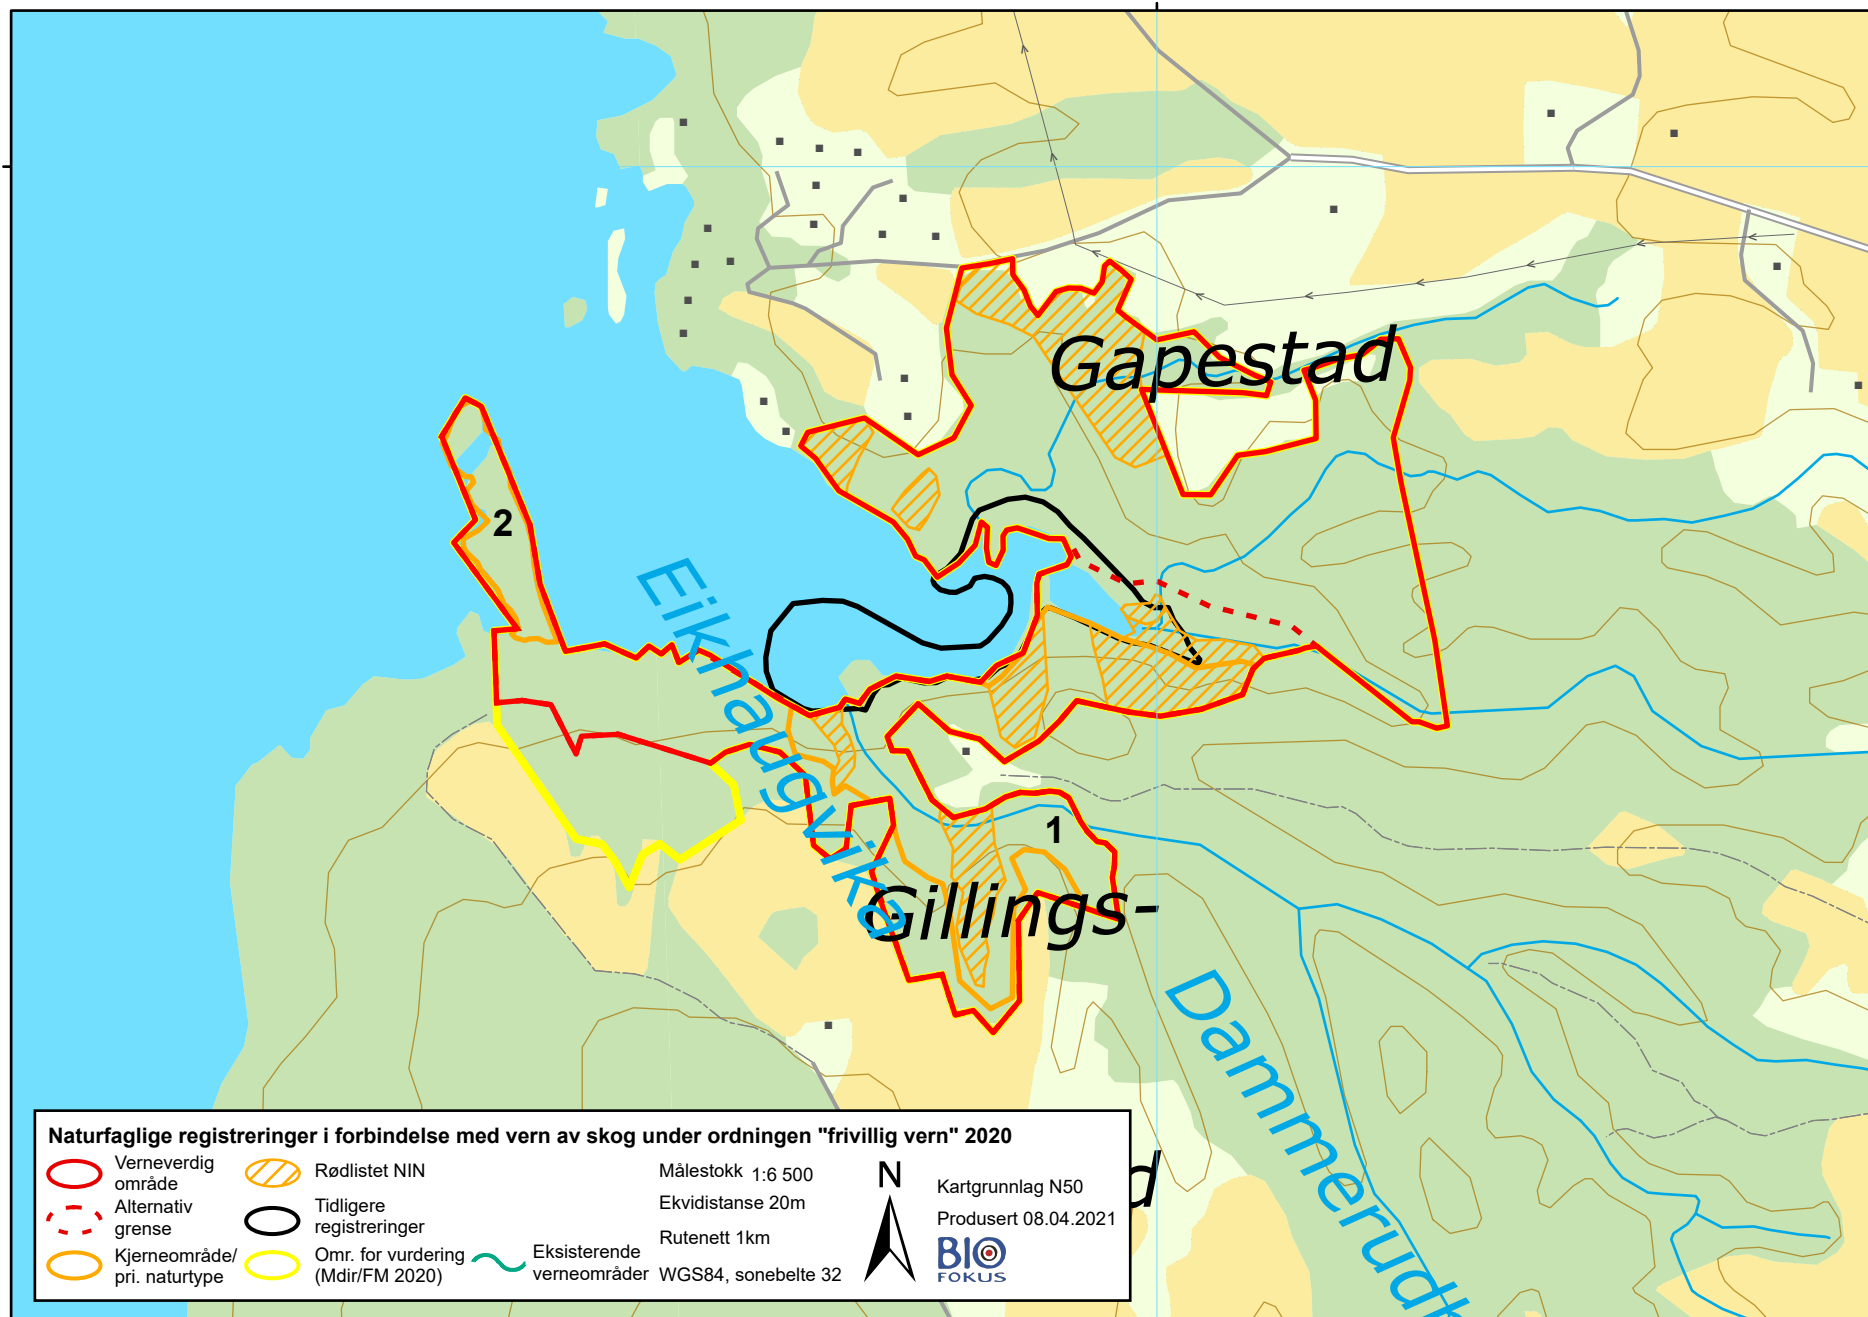 Gapestad
2
Eikhaugvika
1
Gillings-
d
Dammerudb
Naturfaglige registreringer i forbindelse med vern av skog under ordningen "frivillig vern" 2020
Verneverdig
område
Alternativ
grense
Kjerneområde/
pri. naturtype
Rødlistet NIN
Tidligere
registreringer
Omr. for vurdering
(Mdir/FM 2020)
Eksisterende
verneområder
Målestokk 1:6 500
Ekvidistanse 20m
Rutenett 1km
WGS84, sonebelte 32
N
Kartgrunnlag N50
Produsert 08.04.2021
BIO
FOKUS